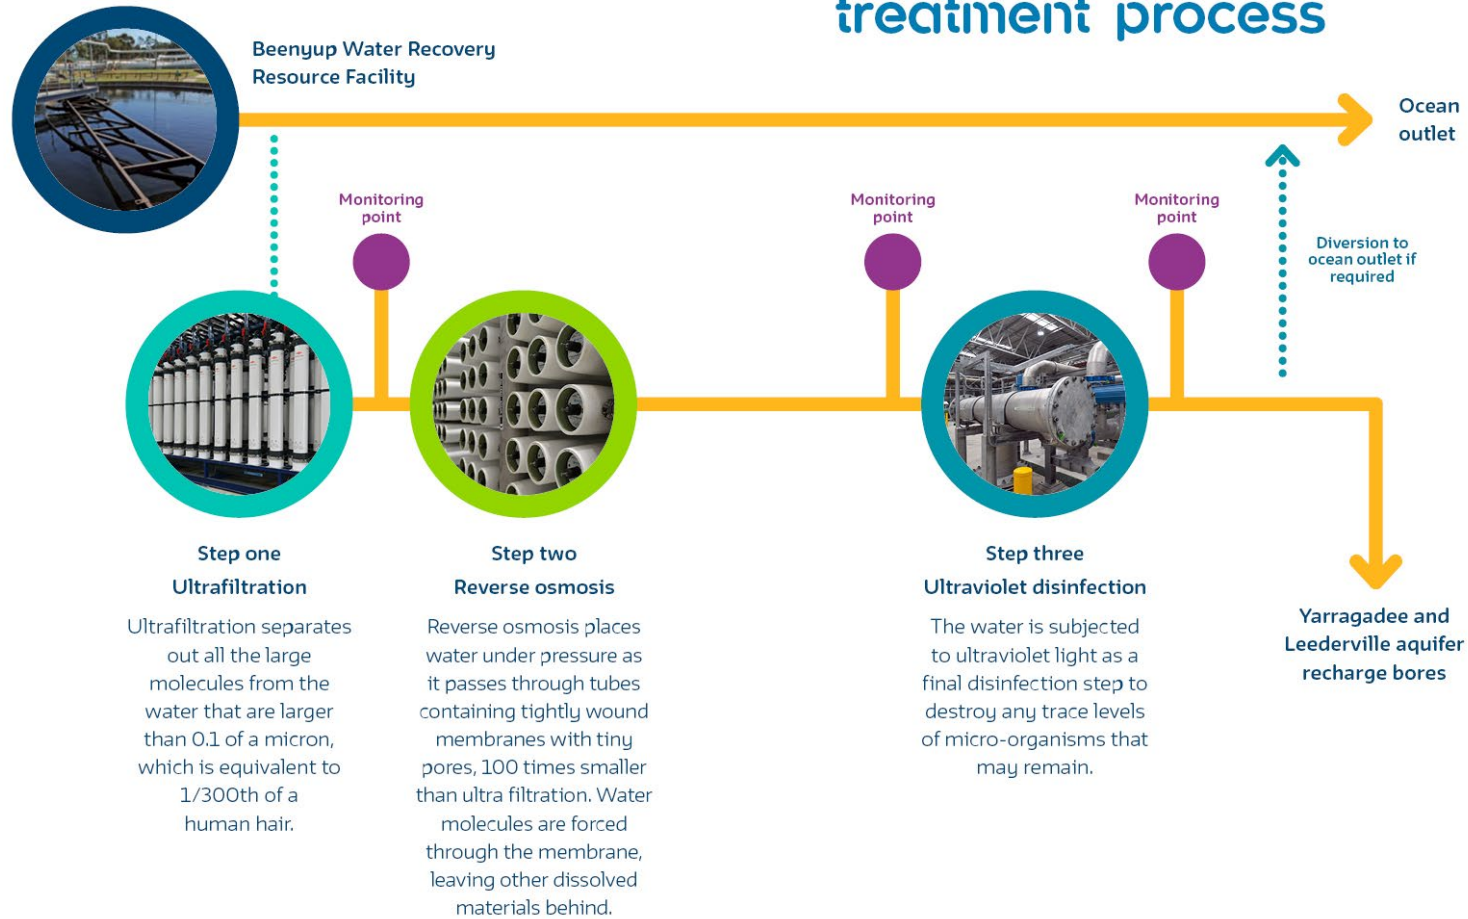 treatment process
Beenyup Water Recovery
Resource Facility
Ocean
outlet
Monitoring
point
Monitoring
point
Monitoring
point
Diversion to
ocean outlet if
required
Step one
Ultrafiltration
Ultrafiltration separates
out all the large
molecules from the
water that are larger
than 0.1 of a micron,
which is equivalent to
1/300th of a
human hair.
Step two
Reverse osmosis
Reverse osmosis places
water under pressure as
it passes through tubes
containing tightly wound
membranes with tiny
pores, 100 times smaller
than ultra filtration. Water
molecules are forced
through the membrane,
leaving other dissolved
materials behind.
Step three
Ultraviolet disinfection
The water is subjected
to ultraviolet light as a
final disinfection step to
destroy any trace levels
of micro-organisms that
may remain.
Yarragadee and
Leederville aquifer
recharge bores